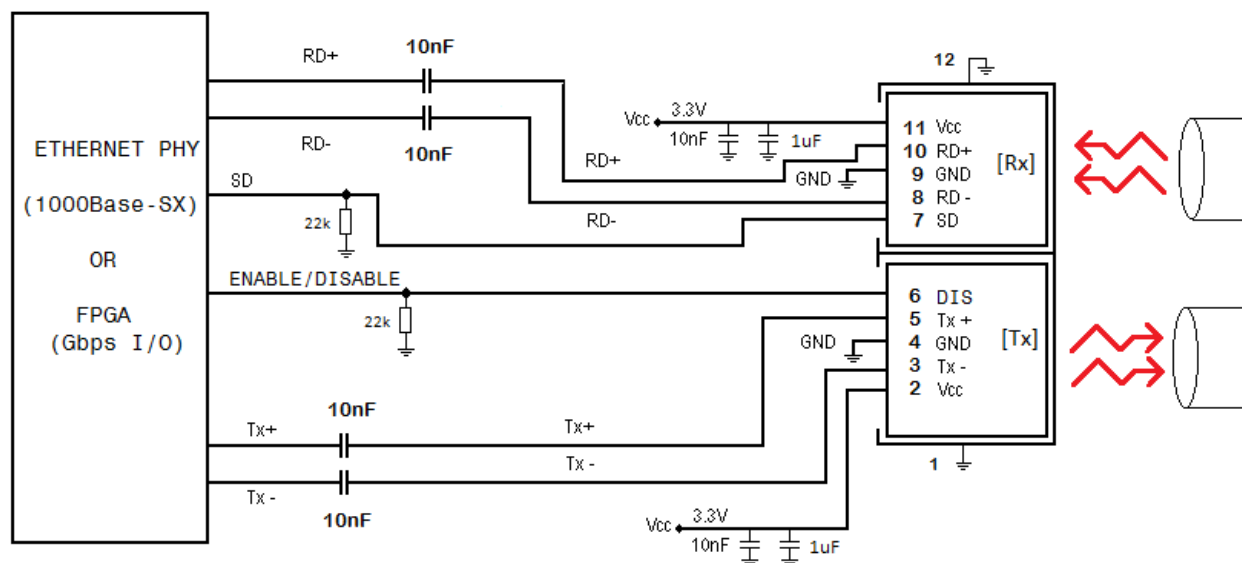 ETHERNET PHY
(1000Base-SX)
OR
FPGA
(Gbps I/O)
RD+
10nF
RD-
10nF
SD
22k
RD+
RD-
Vcc
3.3V
10nF
1uF
GND
12
11 Vcc
10 RD+
9 GND
8 RD -
7 SD
[Rx]
ENABLE/DISABLE
22k
6 DIS
5 Tx +
4 GND
3 Tx -
2 Vcc
[Tx]
GND
1
10nF
Tx+
Tx+
Tx -
Tx -
10nF
Vcc
3.3V
10nF
1uF